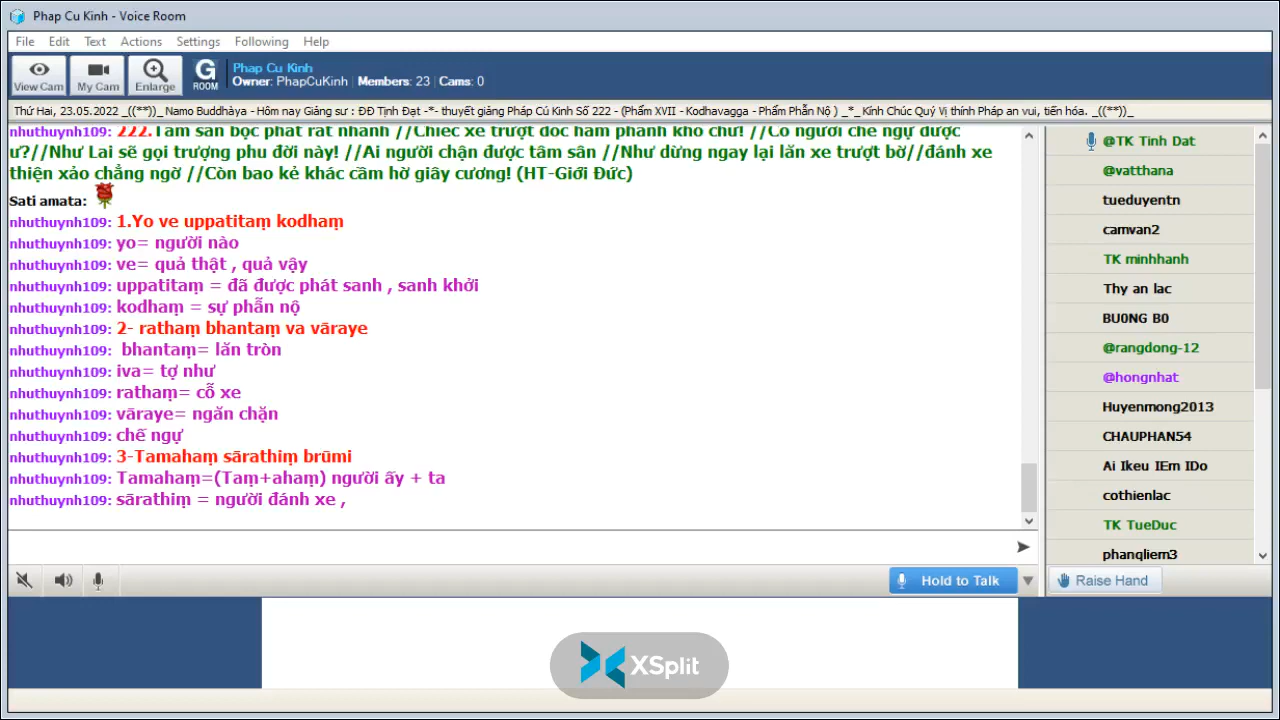 Phap Cu Kinh - Voice Room
File Edit Text Actions Settings Following Help
View Cam My Cam Enlarge G ROOM Phap Cu Kinh
Owner: PhapCuKinh Members: 23 Cams: 0
Thứ Hai, 23.05.2022 _((**))_ Namo Buddhàya - Hôm nay Giảng sư : ĐĐ Tịnh Đạt -*- thuyết giảng Pháp Cú Kinh Số 222 - (Phẩm XVII - Kodhavagga - Phẩm Phẫn Nộ ) _*_ Kính Chúc Quý Vị thính Pháp an vui, tiến hóa. _((**))_
nhuthuynh109: 222.Tâm sân bộc phát rất nhanh //Chiếc xe trượt dốc hãm phanh khó chứ! //Có người chế ngự được
ư?//Như Lai sẽ gọi trượng phu đời này! //Ai người chận được tâm sân //Như dừng ngay lại lăn xe trượt bờ//đánh xe
thiện xảo chẳng ngờ //Còn bao kẻ khác cầm hờ giây cương! (HT-Giới Đức)
Sati amata:
nhuthuynh109: 1.Yo ve uppatitaṃ kodhaṃ
nhuthuynh109: yo= người nào
nhuthuynh109: ve= quả thật , quả vậy
nhuthuynh109: uppatitaṃ = đã được phát sanh , sanh khởi
nhuthuynh109: kodhaṃ = sự phẫn nộ
nhuthuynh109: 2- rathaṃ bhantaṃ va vāraye
nhuthuynh109: bhantaṃ= lăn tròn
nhuthuynh109: iva= tợ như
nhuthuynh109: rathaṃ= cỗ xe
nhuthuynh109: vāraye= ngăn chặn
nhuthuynh109: chế ngự
nhuthuynh109: 3-Tamahaṃ sārathiṃ brūmi
nhuthuynh109: Tamahaṃ=(Taṃ+ahaṃ) người ấy + ta
nhuthuynh109: sārathiṃ = người đánh xe ,
@TK Tinh Dat
@vatthana
tueduyentn
camvan2
TK minhhanh
Thy an lac
BU0NG B0
@rangdong-12
@hongnhat
Huyenmong2013
CHAUPHAN54
Ai Ikeu IEm IDo
cothienlac
TK TueDuc
phangliem3
Hold to Talk
Raise Hand
XSplit